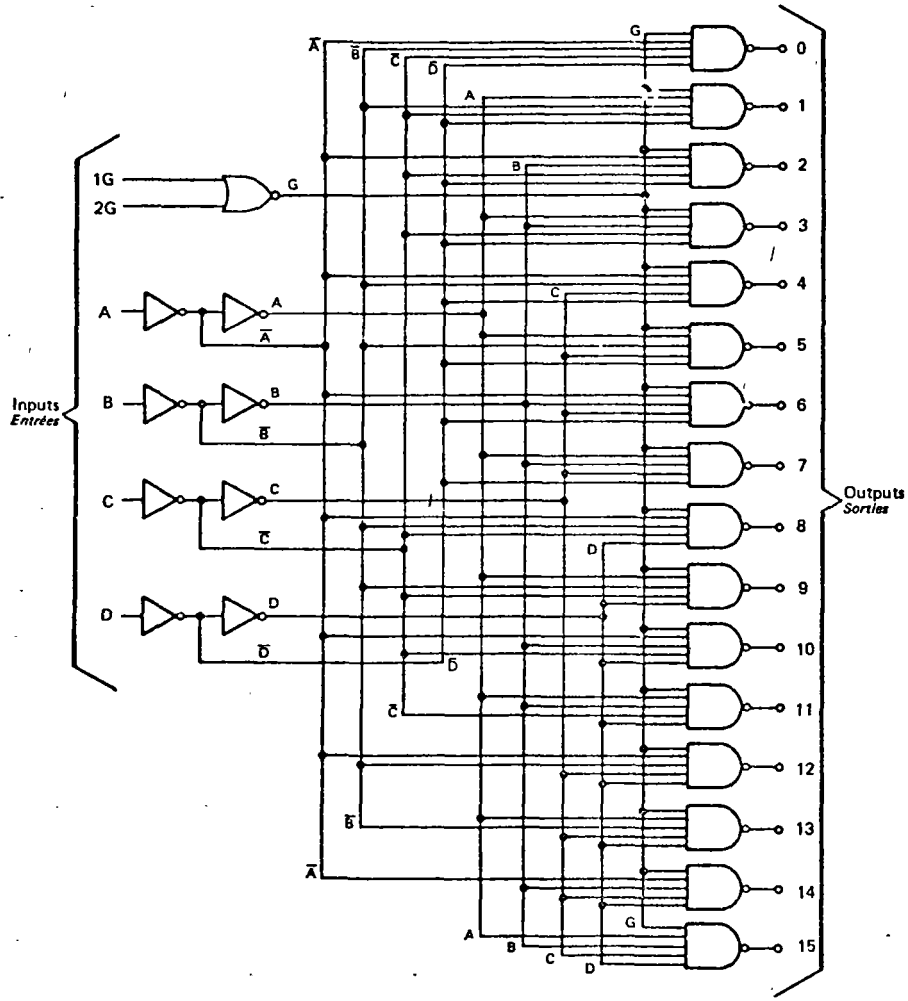 G
A̅
B̅
C̅
D̅
0
A
1
B
2
1G
G
2G
3
C
4
A
A
A̅
5
B
B
6
B̅
Inputs
Entrées
7
C
C
Outputs
Sorties
C̅
D
8
9
D
D
D̅
D̅
10
C̅
11
12
B̅
13
A̅
14
G
A
B
C
D
15